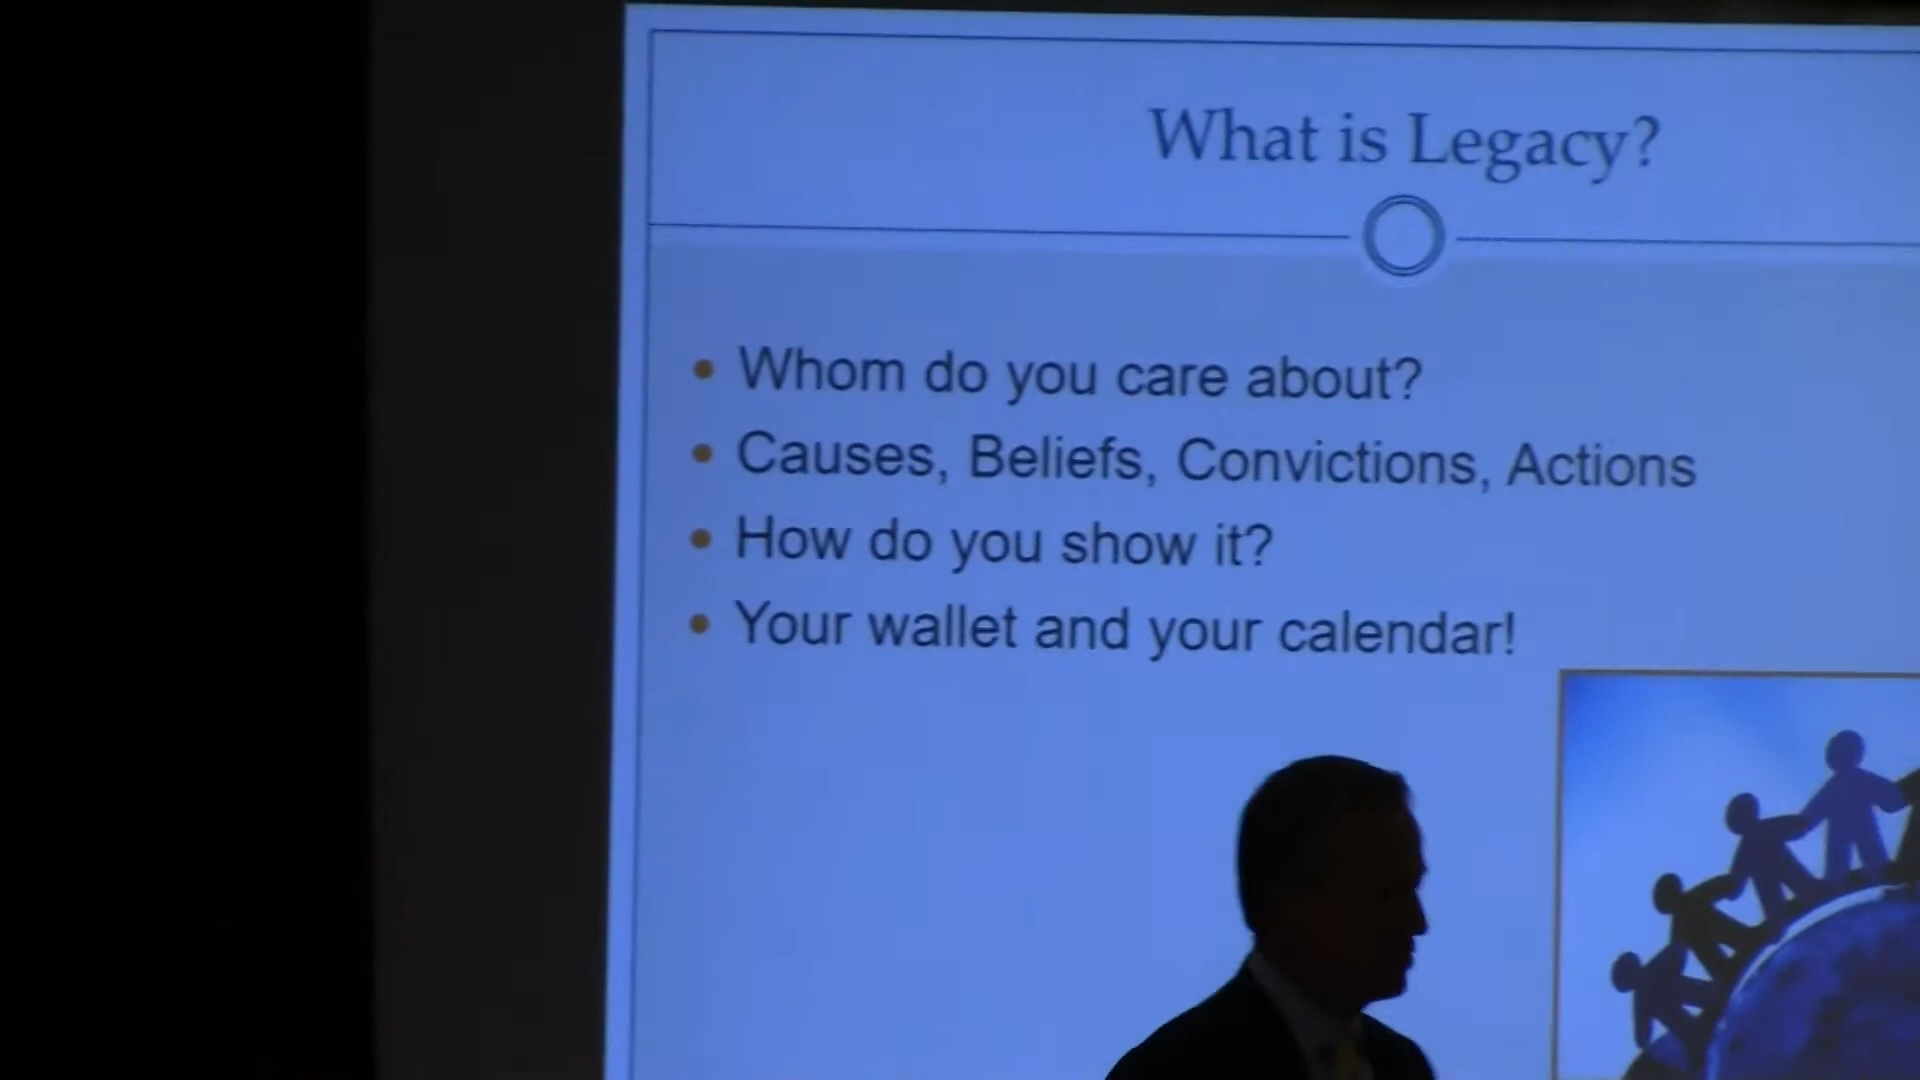 What is Legacy?
Whom do you care about?
Causes, Beliefs, Convictions, Actions
How do you show it?
Your wallet and your calendar!